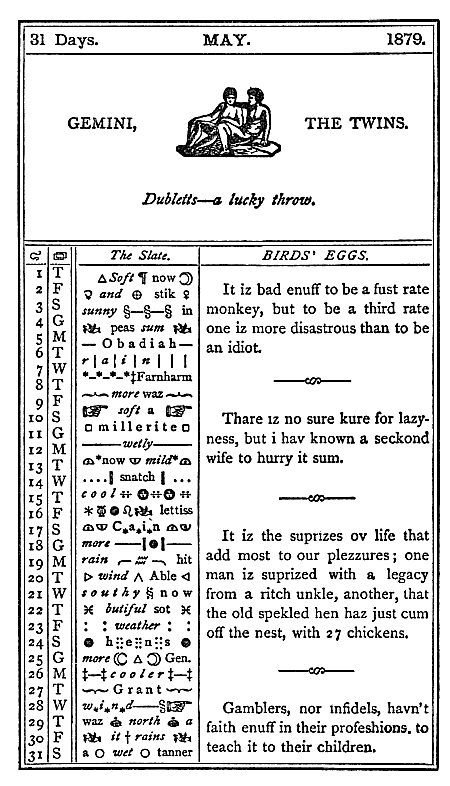 31 Days. MAY. 1879.
GEMINI, THE TWINS.
Dubletts—a lucky throw.
The Slate. BIRDS' EGGS.
1 T Soft ¶ now
2 F and stik
3 S sunny §—§—§ in
4 G peas sum
5 M — Obadiah —
6 T r | a | i | n | | |
7 W *-*-*-*‡Farnharm
8 T more waz
9 F soft a
10 S millerite
11 G wetly
12 M *now mild*
13 T ....‖ snatch ‖ ...
14 W cool
15 T lettiss
16 F C*a*i*n
17 S more
18 G rain hit
19 M wind Able
20 T southy § now
21 W butiful sot
22 T : : weather : :
23 F h::e::n::s
24 S more Gen.
25 G ‡—‡cooler‡—‡
26 M Grant
27 T w*i*n*d—§
28 W waz north a
29 T it † rains
30 F a wet tanner
31 S
It iz bad enuff to be a fust rate
monkey, but to be a third rate
one iz more disastrous than to be
an idiot.
Thare iz no sure kure for lazy-
ness, but i hav known a seckond
wife to hurry it sum.
It iz the suprizes ov life that
add most to our plezzures; one
man iz suprized with a legacy
from a ritch unkle, another, that
the old spekled hen haz just cum
off the nest, with 27 chickens.
Gamblers, nor infidels, havn't
faith enuff in their profeshions. to
teach it to their children.